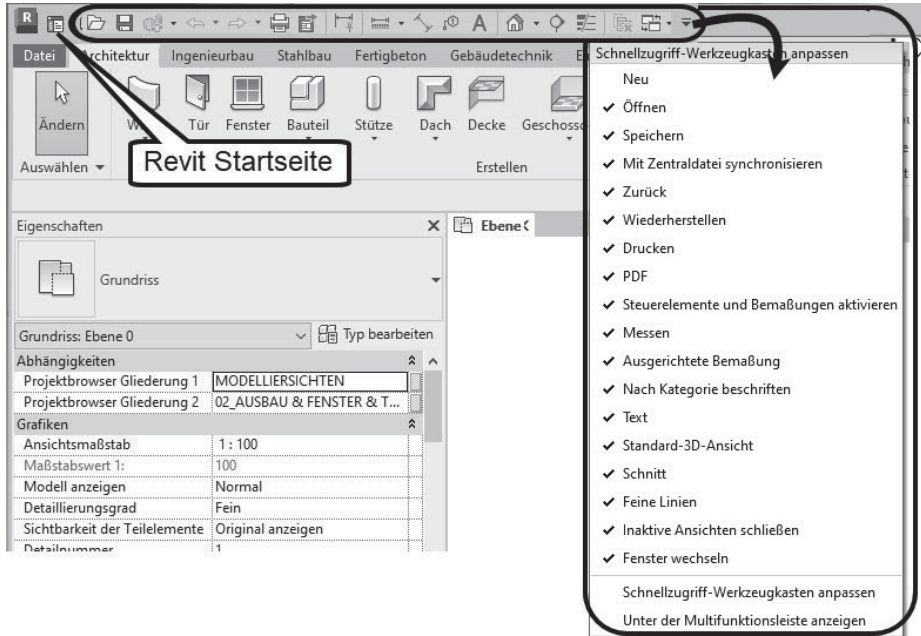 R
A
Datei Architektur Ingenieurbau Stahlbau Fertigbeton Gebäudetechnik
Ändern Tür Fenster Bauteil Stütze Dach Decke Geschoss
Auswählen Erstellen
Revit Startseite
Eigenschaften
Grundriss
Grundriss: Ebene 0 Typ bearbeiten
Abhängigkeiten
Projektbrowser Gliederung 1 MODELLIERSICHTEN
Projektbrowser Gliederung 2 02_AUSBAU & FENSTER & T...
Grafiken
Ansichtsmaßstab 1 : 100
Maßstabswert 1: 100
Modell anzeigen Normal
Detaillierungsgrad Fein
Sichtbarkeit der Teilelemente Original anzeigen
Detailnummer 1
Ebene
Schnellzugriff-Werkzeugkasten anpassen
Neu
Öffnen
Speichern
Mit Zentraldatei synchronisieren
Zurück
Wiederherstellen
Drucken
PDF
Steuerelemente und Bemaßungen aktivieren
Messen
Ausgerichtete Bemaßung
Nach Kategorie beschriften
Text
Standard-3D-Ansicht
Schnitt
Feine Linien
Inaktive Ansichten schließen
Fenster wechseln
Schnellzugriff-Werkzeugkasten anpassen
Unter der Multifunktionsleiste anzeigen